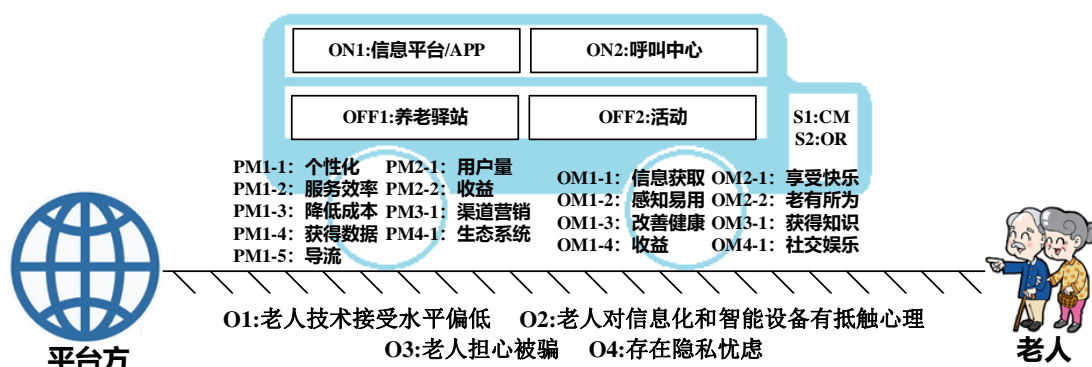 ON1:信息平台/APP ON2:呼叫中心
OFF1:养老驿站 OFF2:活动
S1:CM
S2:OR
PM1-1：个性化 PM2-1：用户量
PM1-2：服务效率 PM2-2：收益
PM1-3：降低成本 PM3-1：渠道营销
PM1-4：获得数据 PM4-1：生态系统
PM1-5：导流
OM1-1：信息获取 OM2-1：享受快乐
OM1-2：感知易用 OM2-2：老有所为
OM1-3：改善健康 OM3-1：获得知识
OM1-4：收益 OM4-1：社交娱乐
O1:老人技术接受水平偏低 O2:老人对信息化和智能设备有抵触心理
O3:老人担心被骗 O4:存在隐私忧虑
平台方
老人